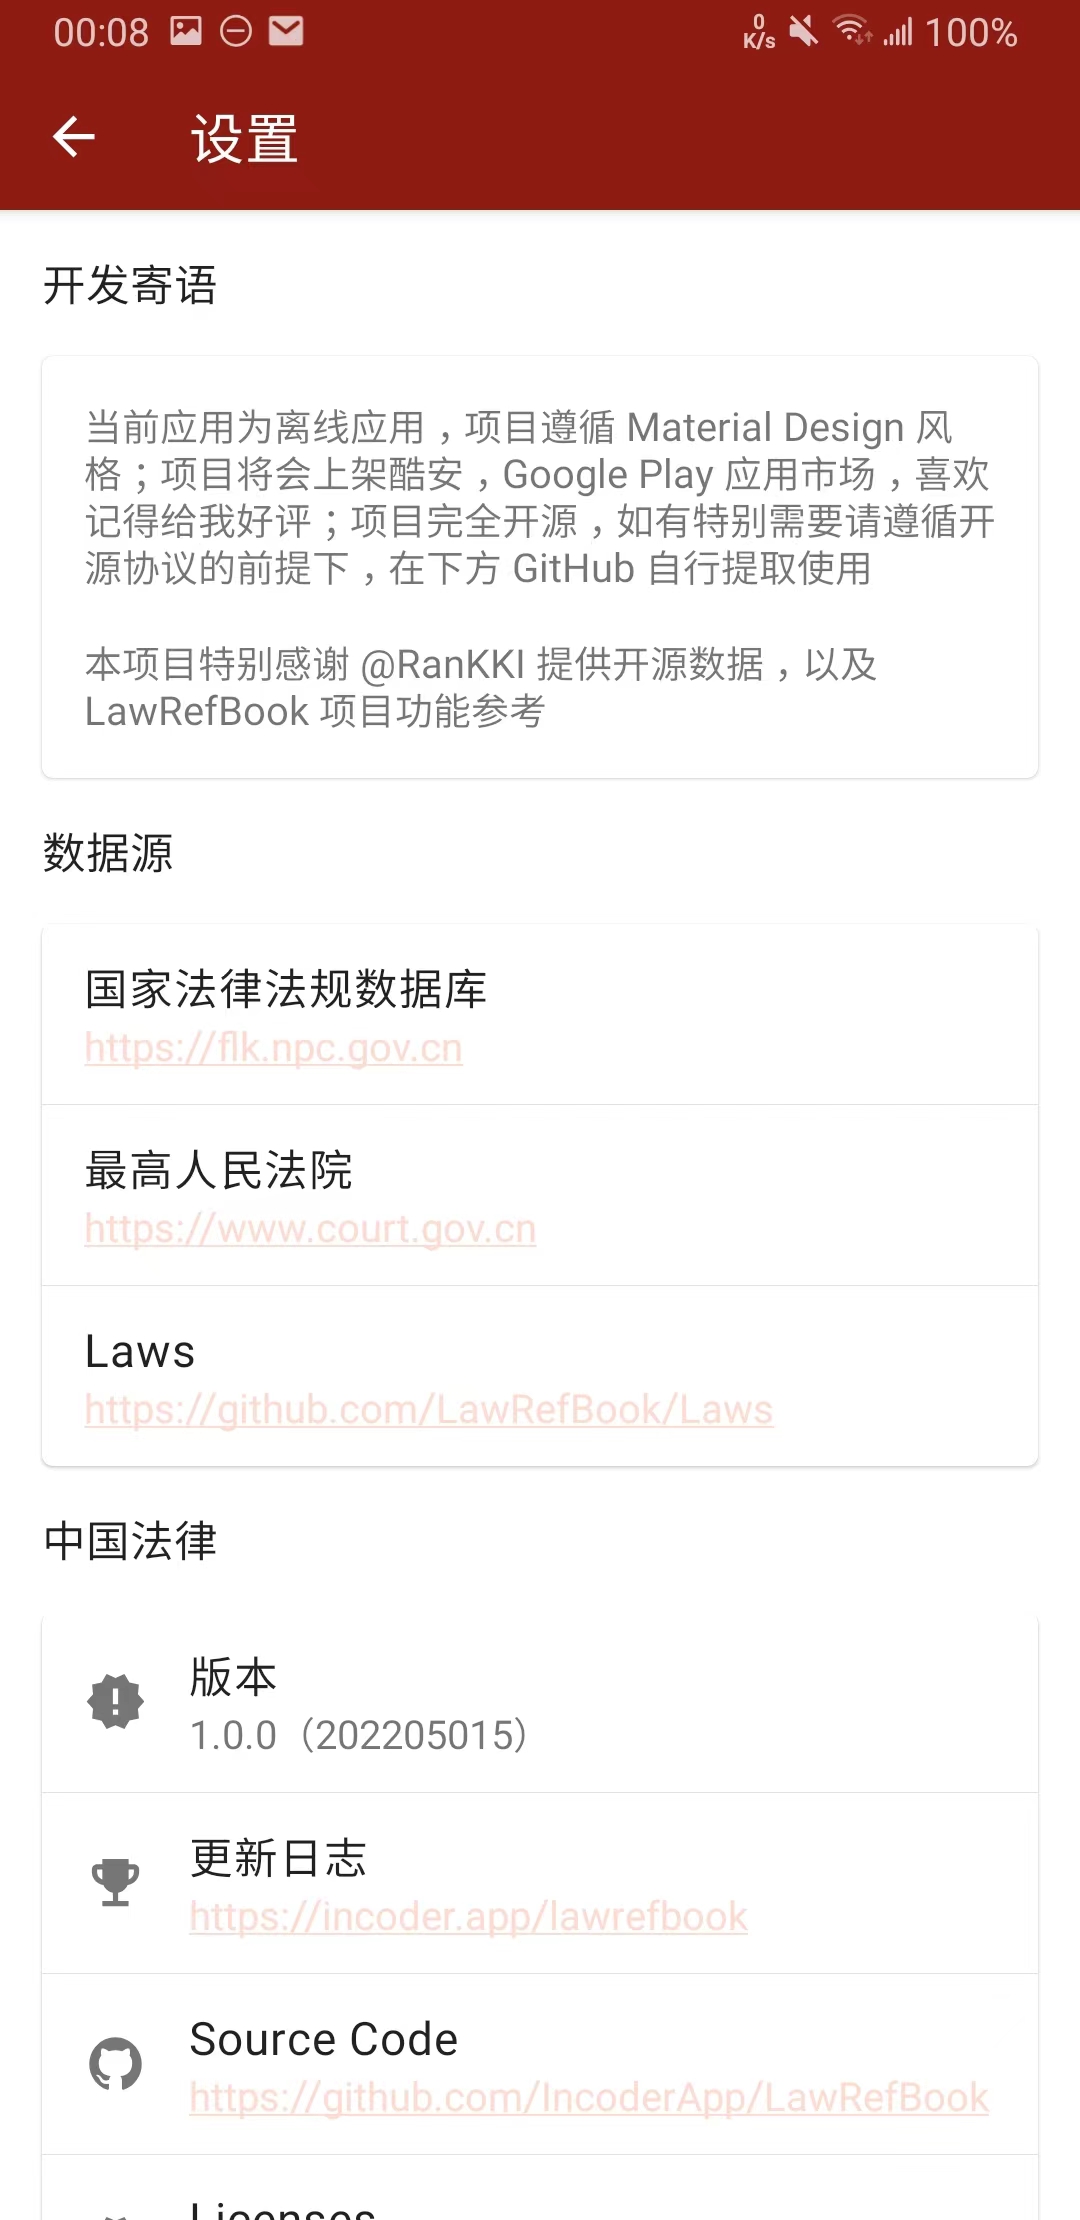 00:08
0
K/s
100%
设置
开发寄语
当前应用为离线应用，项目遵循 Material Design 风
格；项目将会上架酷安，Google Play 应用市场，喜欢
记得给我好评；项目完全开源，如有特别需要请遵循开
源协议的前提下，在下方 GitHub 自行提取使用
本项目特别感谢 @RanKKI 提供开源数据，以及
LawRefBook 项目功能参考
数据源
国家法律法规数据库
https://flk.npc.gov.cn
最高人民法院
https://www.court.gov.cn
Laws
https://github.com/LawRefBook/Laws
中国法律
版本
1.0.0（202205015）
更新日志
https://incoder.app/lawrefbook
Source Code
https://github.com/IncoderApp/LawRefBook
Licenses